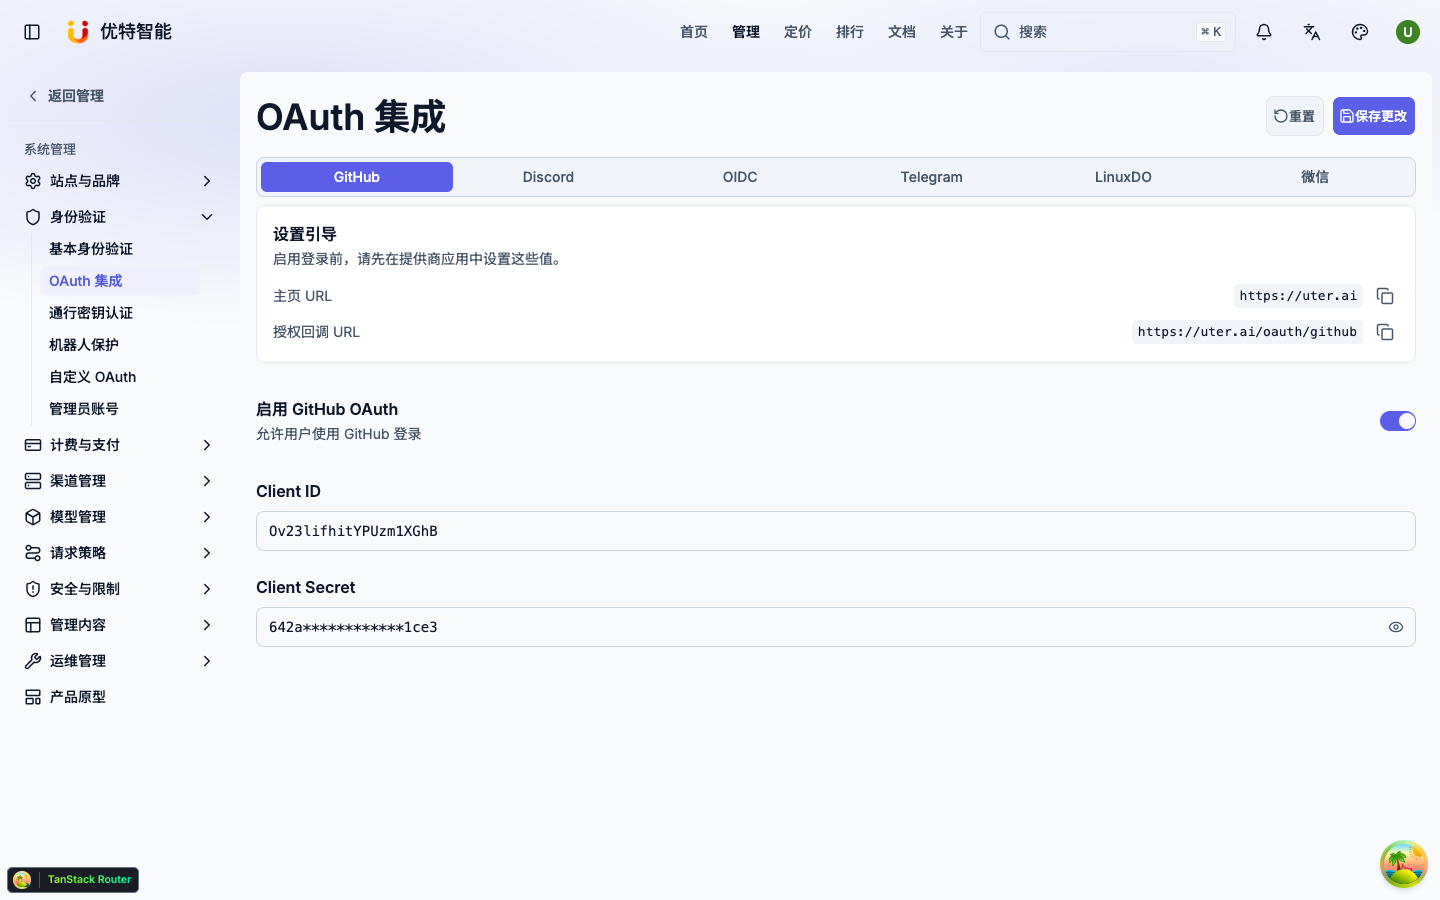 优特智能
首页
管理
定价
排行
文档
关于
搜索
⌘ K
U
返回管理
系统管理
站点与品牌
身份验证
基本身份验证
OAuth 集成
通行密钥认证
机器人保护
自定义 OAuth
管理员账号
计费与支付
渠道管理
模型管理
请求策略
安全与限制
管理内容
运维管理
产品原型
OAuth 集成
重置
保存更改
GitHub
Discord
OIDC
Telegram
LinuxDO
微信
设置引导
启用登录前，请先在提供商应用中设置这些值。
主页 URL
https://uter.ai
授权回调 URL
https://uter.ai/oauth/github
启用 GitHub OAuth
允许用户使用 GitHub 登录
Client ID
Ov23lifhitYPUzm1XGhB
Client Secret
642a************1ce3
TanStack Router